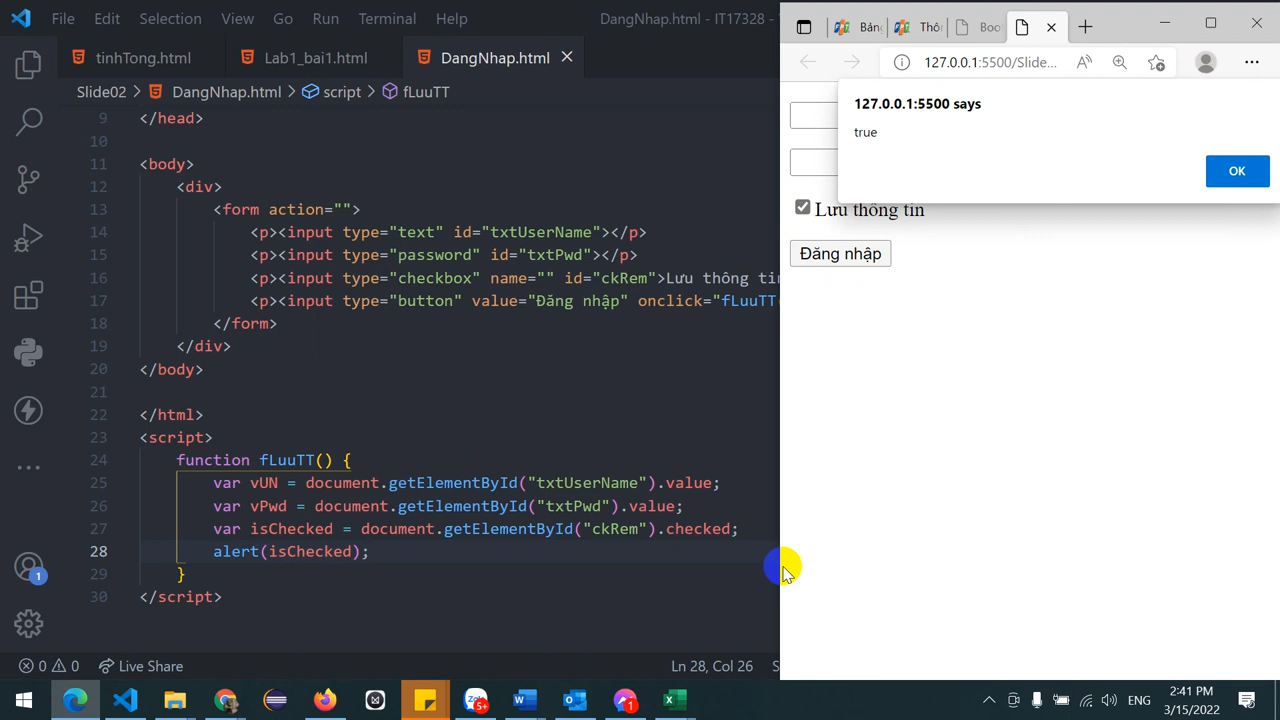 File Edit Selection View Go Run Terminal Help DangNhap.html - IT17328 -
tinhTong.html Lab1_bai1.html DangNhap.html
Slide02 > DangNhap.html > script > fLuuTT
9 </head>
10
11 <body>
12 <div>
13 <form action="">
14 <p><input type="text" id="txtUserName"></p>
15 <p><input type="password" id="txtPwd"></p>
16 <p><input type="checkbox" name="" id="ckRem">Lưu thông tin
17 <p><input type="button" value="Đăng nhập" onclick="fLuuTT(
18 </form>
19 </div>
20 </body>
21
22 </html>
23 <script>
24 function fLuuTT() {
25 var vUN = document.getElementById("txtUserName").value;
26 var vPwd = document.getElementById("txtPwd").value;
27 var isChecked = document.getElementById("ckRem").checked;
28 alert(isChecked);
29 }
30 </script>
1
0 0 Live Share Ln 28, Col 26 S
Bản Thô Boo
127.0.0.1:5500/Slide...
127.0.0.1:5500 says
true
OK
Lưu thông tin
Đăng nhập
5+
1
ENG
2:41 PM
3/15/2022